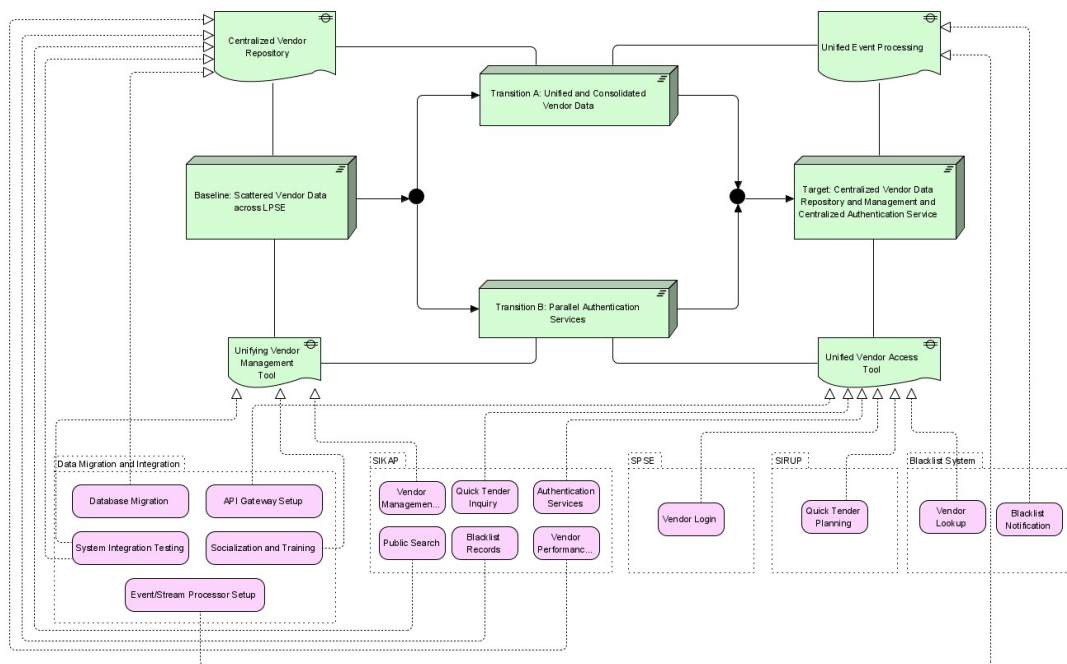 Centralized Vendor
Repository
Unified Event Processing
Transition A: Unified and Consolidated
Vendor Data
Baseline: Scattered Vendor Data
across LPSE
Target: Centralized Vendor Data
Repository and Management and
Centralized Authentication Service
Transition B: Parallel Authentication
Services
Unifying Vendor
Management
Tool
Unified Vendor Access
Tool
Data Migration and Integration
Database Migration
API Gateway Setup
System Integration Testing
Socialization and Training
Event/Stream Processor Setup
SIKAP
Vendor
Managemen...
Quick Tender
Inquiry
Authentication
Services
Public Search
Blacklist
Records
Vendor
Performanc...
SPSE
Vendor Login
SIRUP
Quick Tender
Planning
Blacklist System
Vendor
Lookup
Blacklist
Notification